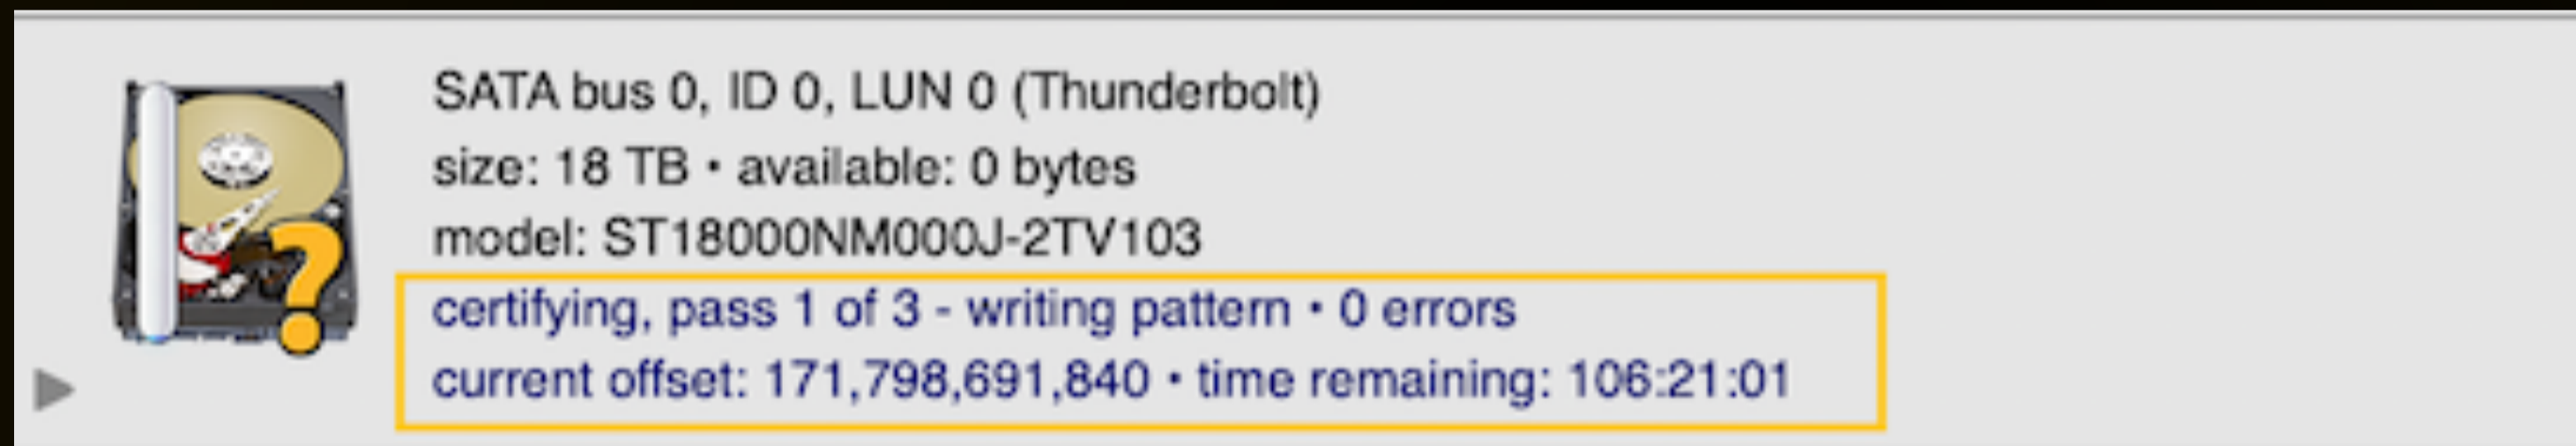 SATA bus 0, ID 0, LUN 0 (Thunderbolt)
size: 18 TB • available: 0 bytes
model: ST18000NM000J-2TV103
certifying, pass 1 of 3 - writing pattern • 0 errors
current offset: 171,798,691,840 • time remaining: 106:21:01